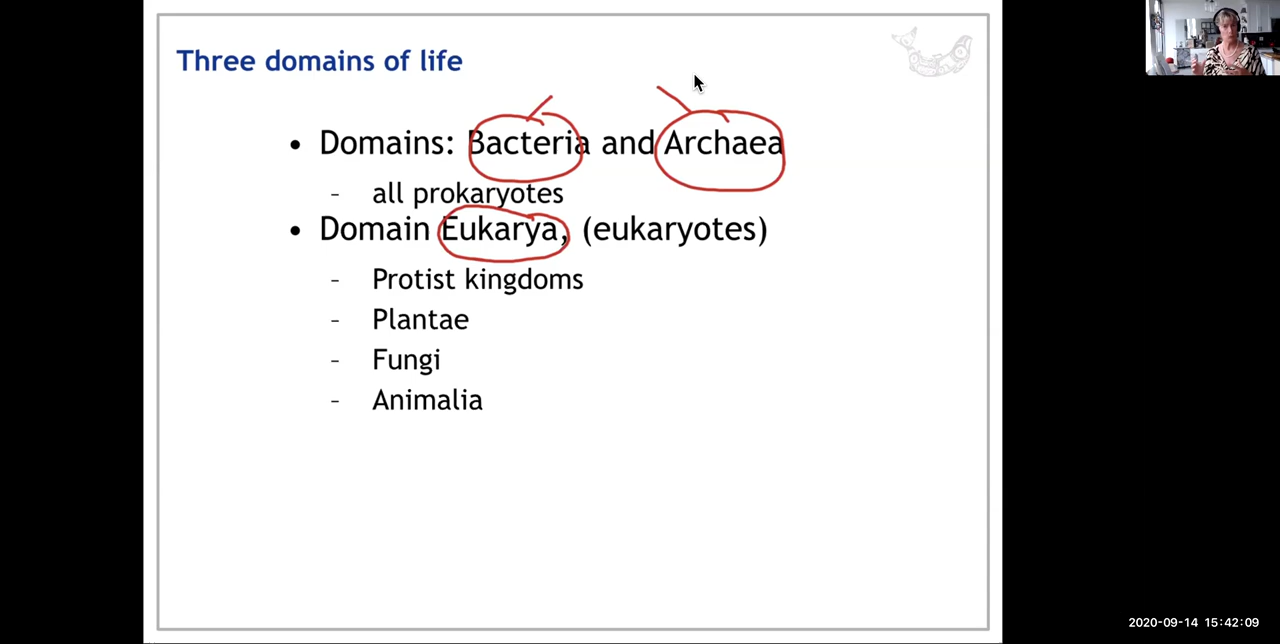 Three domains of life
• Domains: Bacteria and Archaea
- all prokaryotes
• Domain Eukarya, (eukaryotes)
- Protist kingdoms
- Plantae
- Fungi
- Animalia
2020-09-14 15:42:09